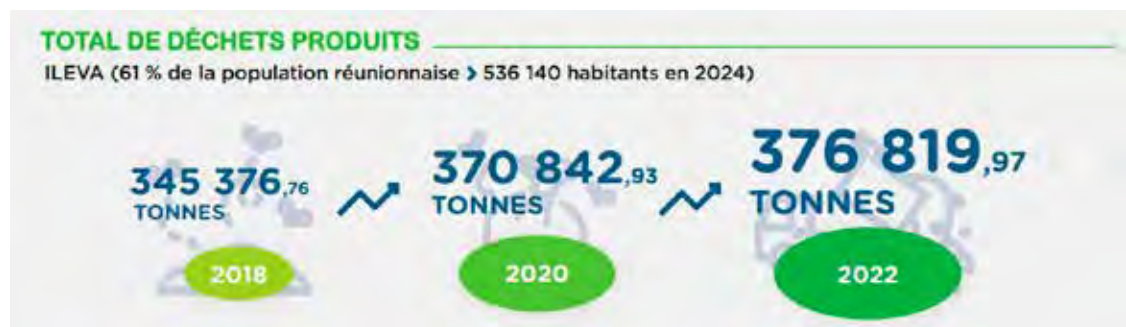 TOTAL DE DÉCHETS PRODUITS
ILEVA (61 % de la population réunionnaise > 536 140 habitants en 2024)
345 376,76
TONNES
2018
370 842,93
TONNES
2020
376 819,97
TONNES
2022